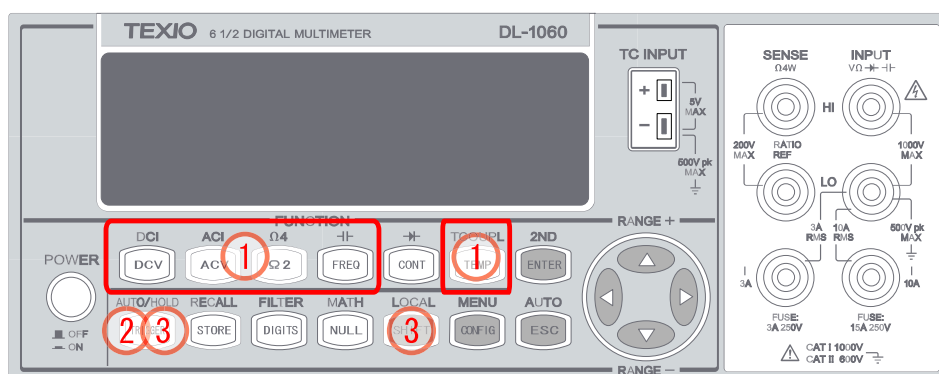 TEXIO 6 1/2 DIGITAL MULTIMETER DL-1060
TC INPUT
+
5V
MAX
−
500V pk
MAX
SENSE INPUT
Ω4W VΩ
HI
200V
MAX
RATIO
REF
1000V
MAX
LO
3A
RMS
10A
RMS
500V pk
MAX
3A
10A
FUSE:
3A 250V
FUSE:
15A 250V
CAT I 1000V
CAT II 600V
FUNCTION
RANGE +
DCI ACI Ω4 TCOUPL 2ND
POWER
DCV ACV 1 Ω2 FREQ CONT 1 TEMP ENTER
AUTO/HOLD RECALL FILTER MATH LOCAL MENU AUTO
2 3 STORE DIGITS NULL SHIFT 3 CONFIG ESC
OFF
ON
RANGE −